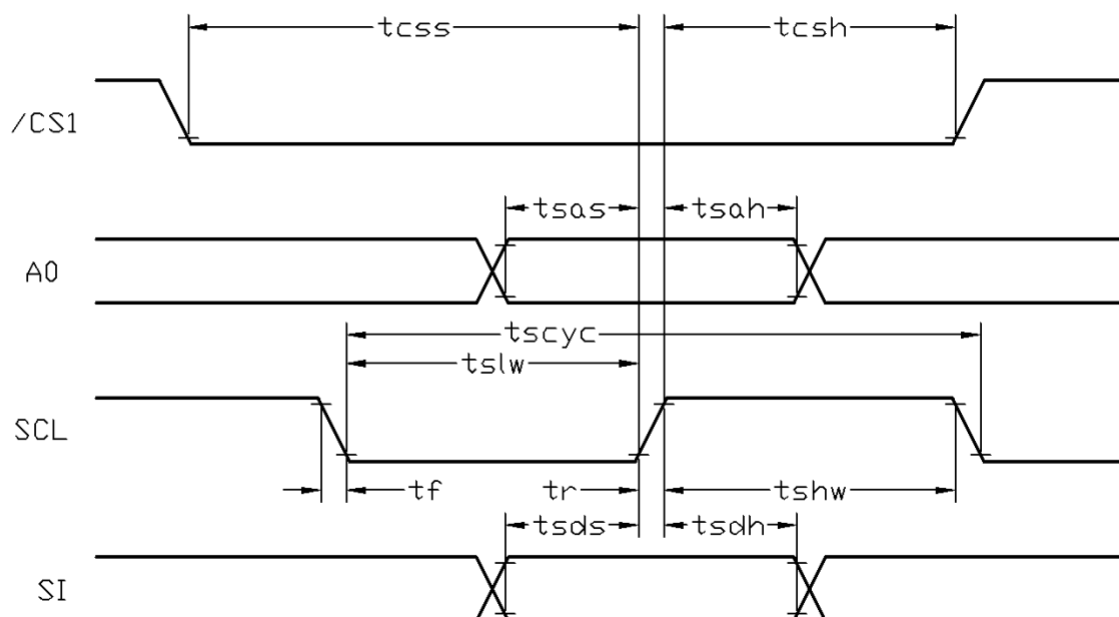 tcss
tcsh
/CS1
tsas
tsah
A0
tscyc
tslw
SCL
tf
tr
tshw
tsds
tsdh
SI